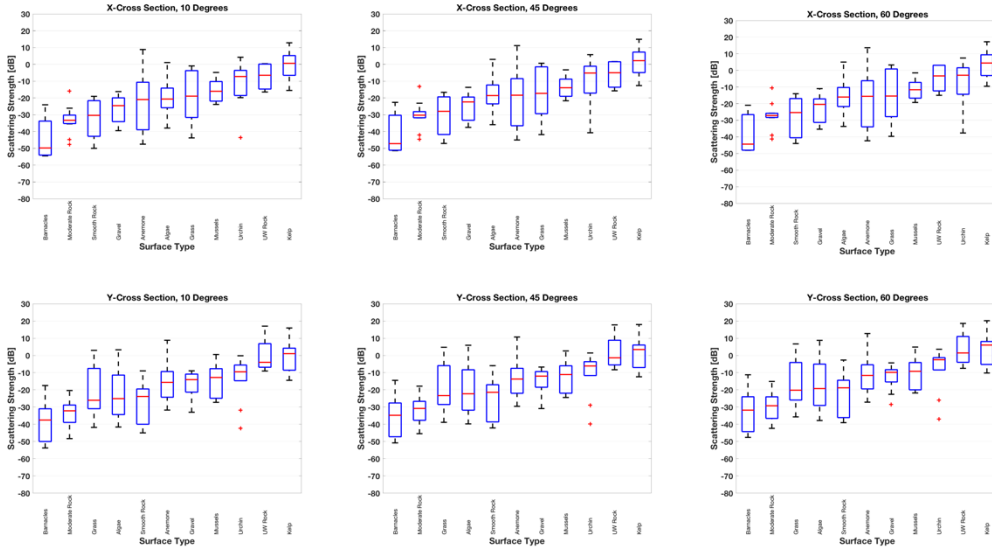 X-Cross Section, 10 Degrees
Scattering Strength [dB]
30
20
10
0
-10
-20
-30
-40
-50
-60
-70
-80
Barnacles
Moderate Rock
Smooth Rock
Gravel
Anemone
Algae
Grass
Mussels
Urchin
UW Rock
Kelp
Surface Type
X-Cross Section, 45 Degrees
Scattering Strength [dB]
30
20
10
0
-10
-20
-30
-40
-50
-60
-70
-80
Barnacles
Moderate Rock
Smooth Rock
Gravel
Algae
Anemone
Grass
Mussels
Urchin
UW Rock
Kelp
Surface Type
X-Cross Section, 60 Degrees
Scattering Strength [dB]
30
20
10
0
-10
-20
-30
-40
-50
-60
-70
-80
Barnacles
Moderate Rock
Smooth Rock
Gravel
Algae
Anemone
Grass
Mussels
UW Rock
Urchin
Kelp
Surface Type
Y-Cross Section, 10 Degrees
Scattering Strength [dB]
30
20
10
0
-10
-20
-30
-40
-50
-60
-70
-80
Barnacles
Moderate Rock
Grass
Algae
Smooth Rock
Anemone
Gravel
Mussels
Urchin
UW Rock
Kelp
Surface Type
Y-Cross Section, 45 Degrees
Scattering Strength [dB]
30
20
10
0
-10
-20
-30
-40
-50
-60
-70
-80
Barnacles
Moderate Rock
Grass
Algae
Smooth Rock
Anemone
Gravel
Mussels
Urchin
UW Rock
Kelp
Surface Type
Y-Cross Section, 60 Degrees
Scattering Strength [dB]
30
20
10
0
-10
-20
-30
-40
-50
-60
-70
-80
Barnacles
Moderate Rock
Grass
Algae
Smooth Rock
Anemone
Gravel
Mussels
Urchin
UW Rock
Kelp
Surface Type